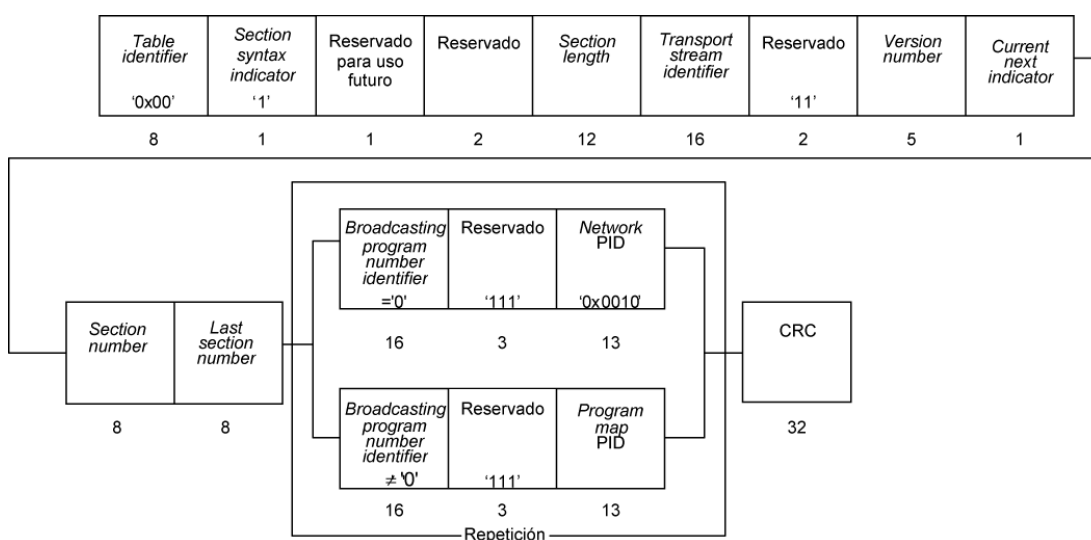 Table
identifier
'0x00'
Section
syntax
indicator
'1'
Reservado
para uso
futuro
Reservado
Section
length
Transport
stream
identifier
Reservado
'11'
Version
number
Current
next
indicator
8
1
1
2
12
16
2
5
1
Broadcasting
program
number
identifier
='0'
Reservado
'111'
Network
PID
'0x0010'
16
3
13
Section
number
Last
section
number
CRC
8
8
32
Broadcasting
program
number
identifier
≠ '0'
Reservado
'111'
Program
map
PID
16
3
13
Repetición